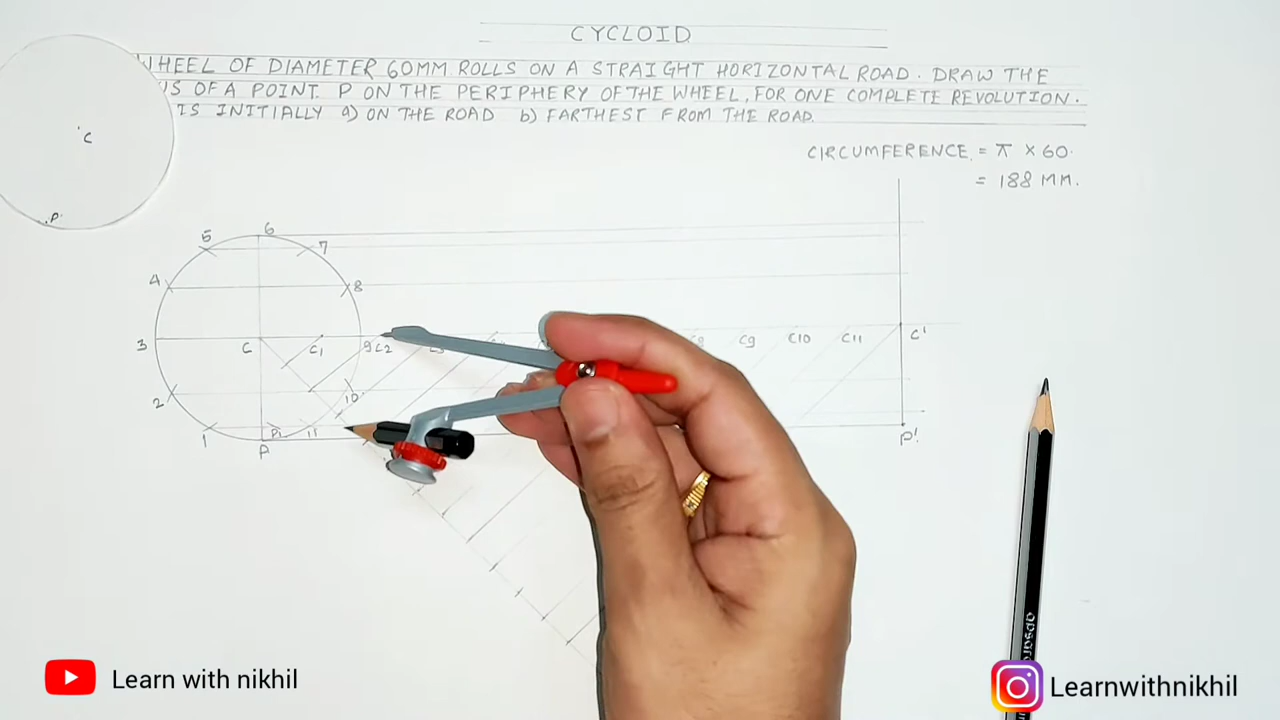 CYCLOID
WHEEL OF DIAMETER 60MM ROLLS ON A STRAIGHT HORIZONTAL ROAD. DRAW THE
US OF A POINT P ON THE PERIPHERY OF THE WHEEL, FOR ONE COMPLETE REVOLUTION.
IS INITIALLY a) ON THE ROAD b) FARTHEST FROM THE ROAD.
CIRCUMFERENCE = π × 60.
= 188 MM.
C
P
6
5
7
4
8
3
C
C1
9
C2
C9
C10
C11
C'
2
10
1
P1
11
P
P'
Learn with nikhil
Learnwithnikhil